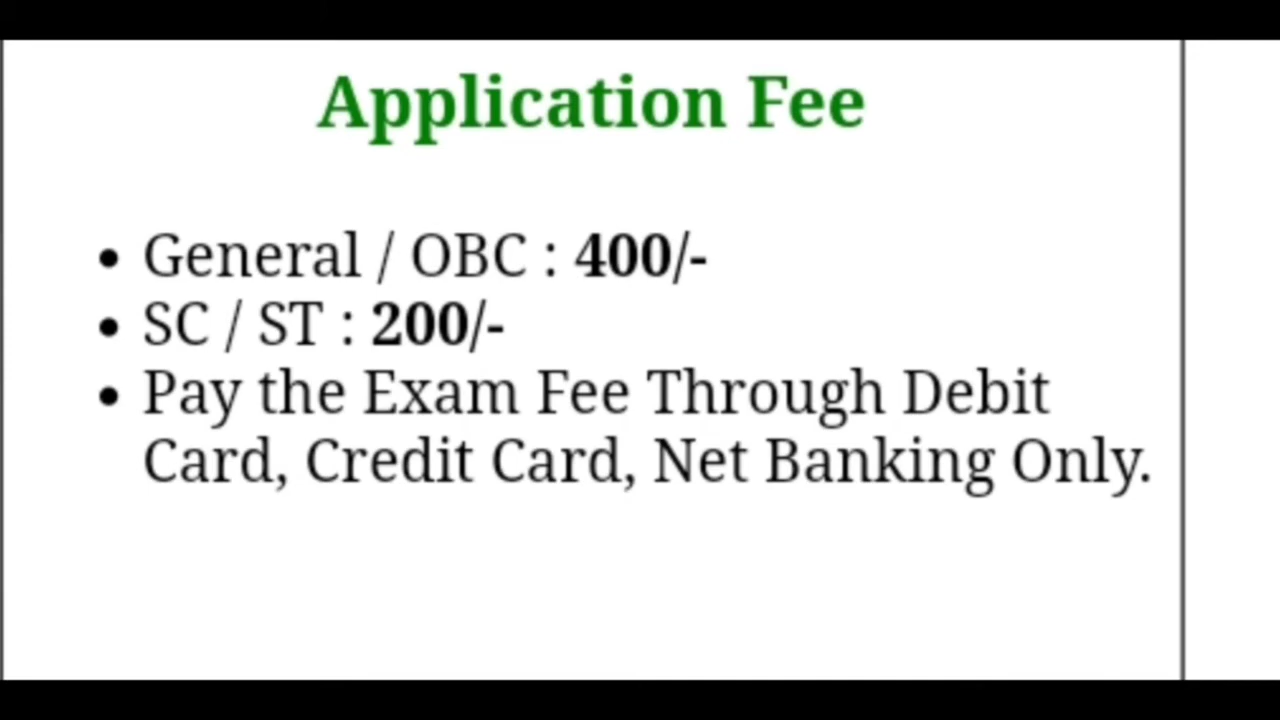 Application Fee
• General / OBC : 400/-
• SC / ST : 200/-
• Pay the Exam Fee Through Debit
Card, Credit Card, Net Banking Only.